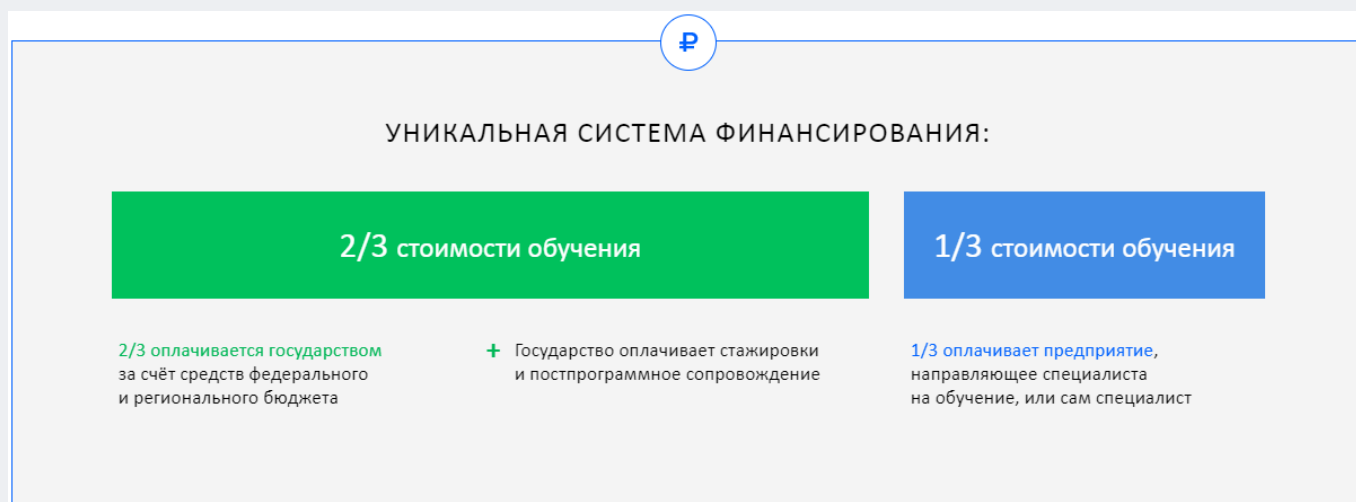 ₽
УНИКАЛЬНАЯ СИСТЕМА ФИНАНСИРОВАНИЯ:
2/3 стоимости обучения
1/3 стоимости обучения
2/3 оплачивается государством
за счёт средств федерального
и регионального бюджета
+ Государство оплачивает стажировки
и постпрограммное сопровождение
1/3 оплачивает предприятие,
направляющее специалиста
на обучение, или сам специалист